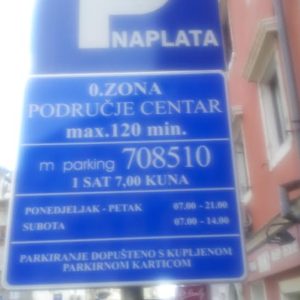 P
NAPLATA
0.ZONA
PODRUČJE CENTAR
max.120 min.
m parking 708510
1 SAT 7,00 KUNA
PONEDJELJAK - PETAK 07.00 - 21.00
SUBOTA 07.00 - 14.00
PARKIRANJE DOPUŠTENO S KUPLJENOM
PARKIRNOM KARTICOM